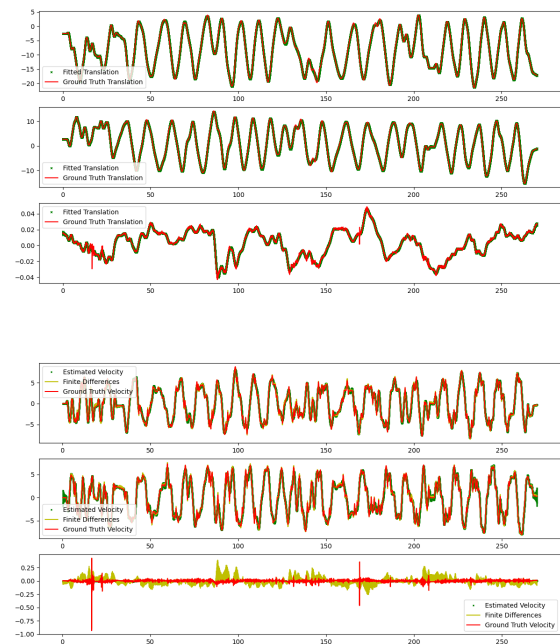 5
0
−5
−10
−15
−20
Fitted Translation
Ground Truth Translation
0 50 100 150 200 250
10
0
−10
Fitted Translation
Ground Truth Translation
0 50 100 150 200 250
0.04
0.02
0.00
−0.02
−0.04
Fitted Translation
Ground Truth Translation
0 50 100 150 200 250
5
0
−5
Estimated Velocity
Finite Differences
Ground Truth Velocity
0 50 100 150 200 250
5
0
−5
Estimated Velocity
Finite Differences
Ground Truth Velocity
0 50 100 150 200 250
0.25
0.00
−0.25
−0.50
−0.75
−1.00
Estimated Velocity
Finite Differences
Ground Truth Velocity
0 50 100 150 200 250